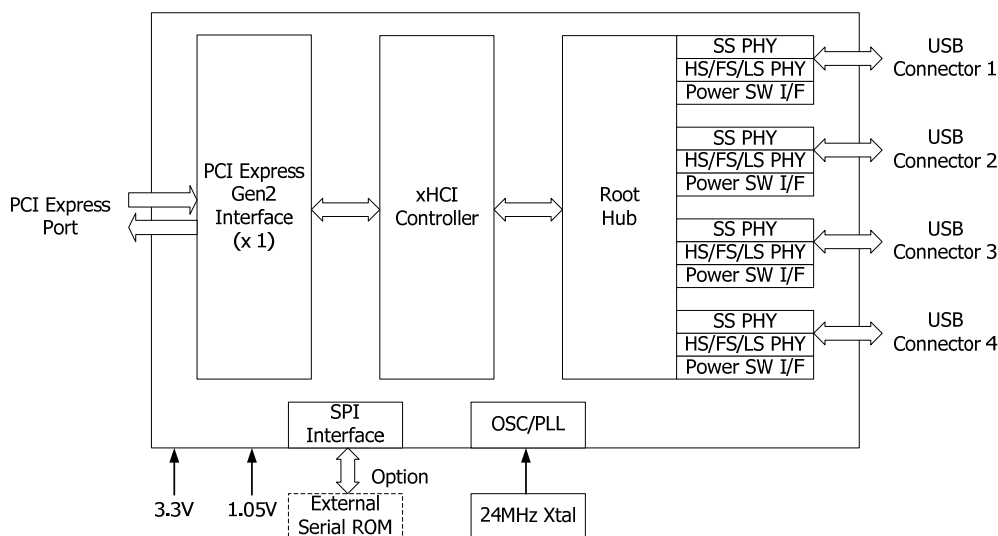 PCI Express
Port
PCI Express
Gen2
Interface
(x 1)
xHCI
Controller
Root
Hub
SS PHY
HS/FS/LS PHY
Power SW I/F
USB
Connector 1
SS PHY
HS/FS/LS PHY
Power SW I/F
USB
Connector 2
SS PHY
HS/FS/LS PHY
Power SW I/F
USB
Connector 3
SS PHY
HS/FS/LS PHY
Power SW I/F
USB
Connector 4
SPI
Interface
OSC/PLL
Option
3.3V
1.05V
External
Serial ROM
24MHz Xtal